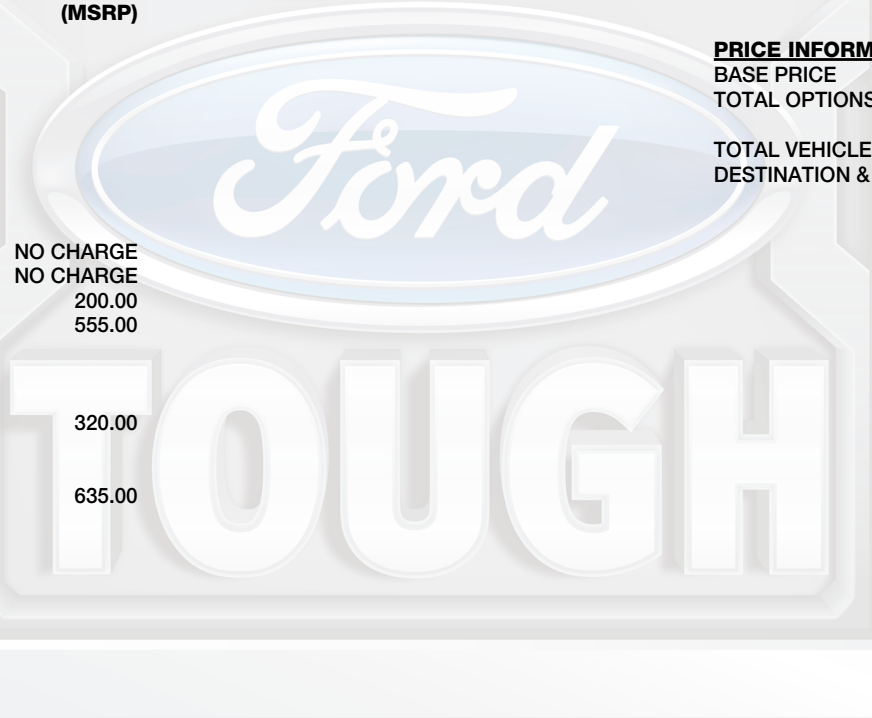 (MSRP)
NO CHARGE
NO CHARGE
200.00
555.00
320.00
635.00
PRICE INFORM
BASE PRICE
TOTAL OPTIONS
TOTAL VEHICLE
DESTINATION &
Ford
TOUGH